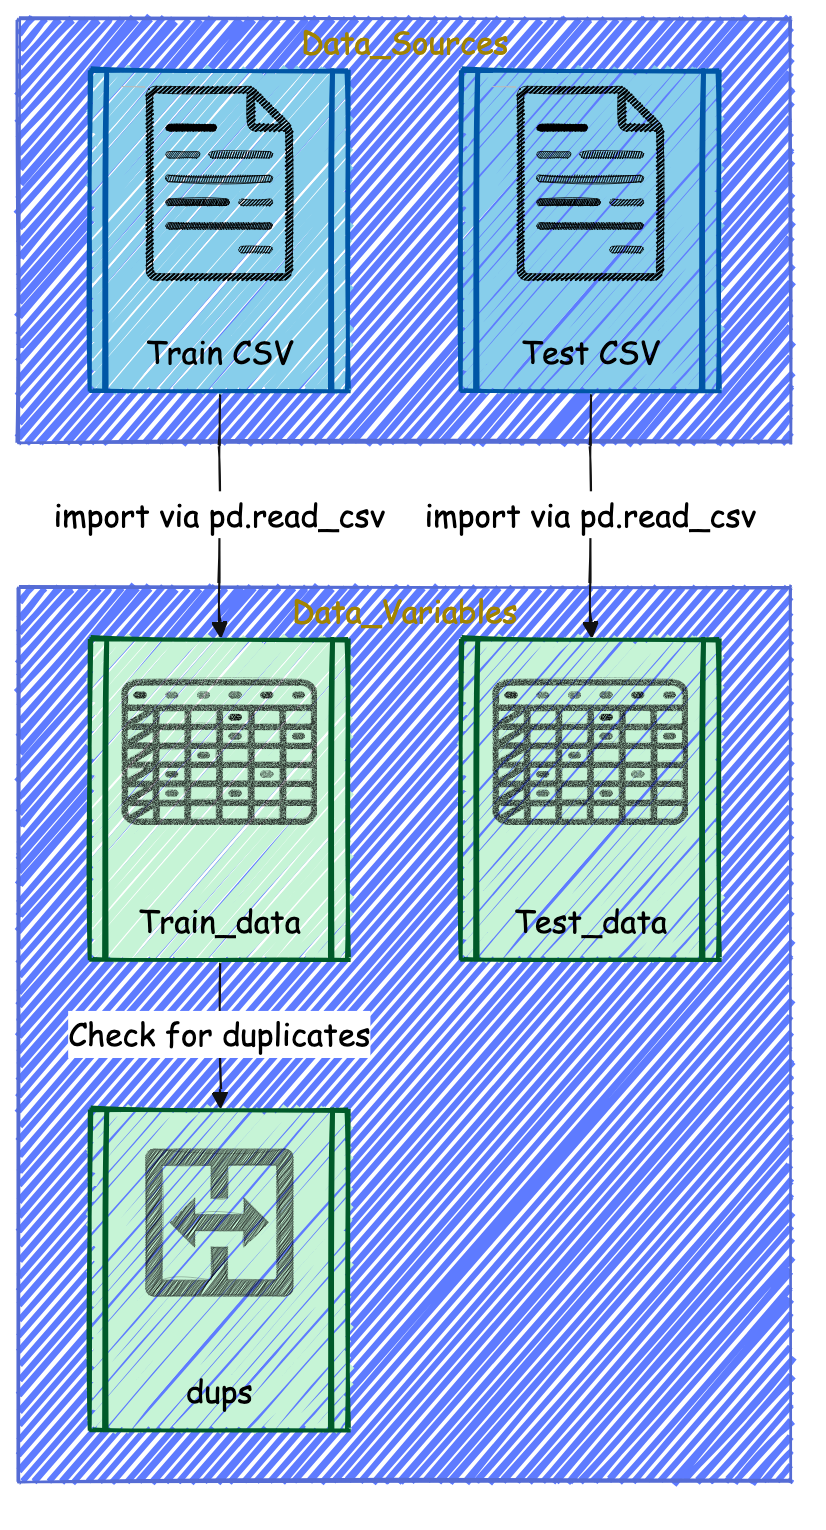 Data_Sources
Train CSV
Test CSV
import via pd.read_csv
import via pd.read_csv
Data_Variables
Train_data
Test_data
Check for duplicates
dups